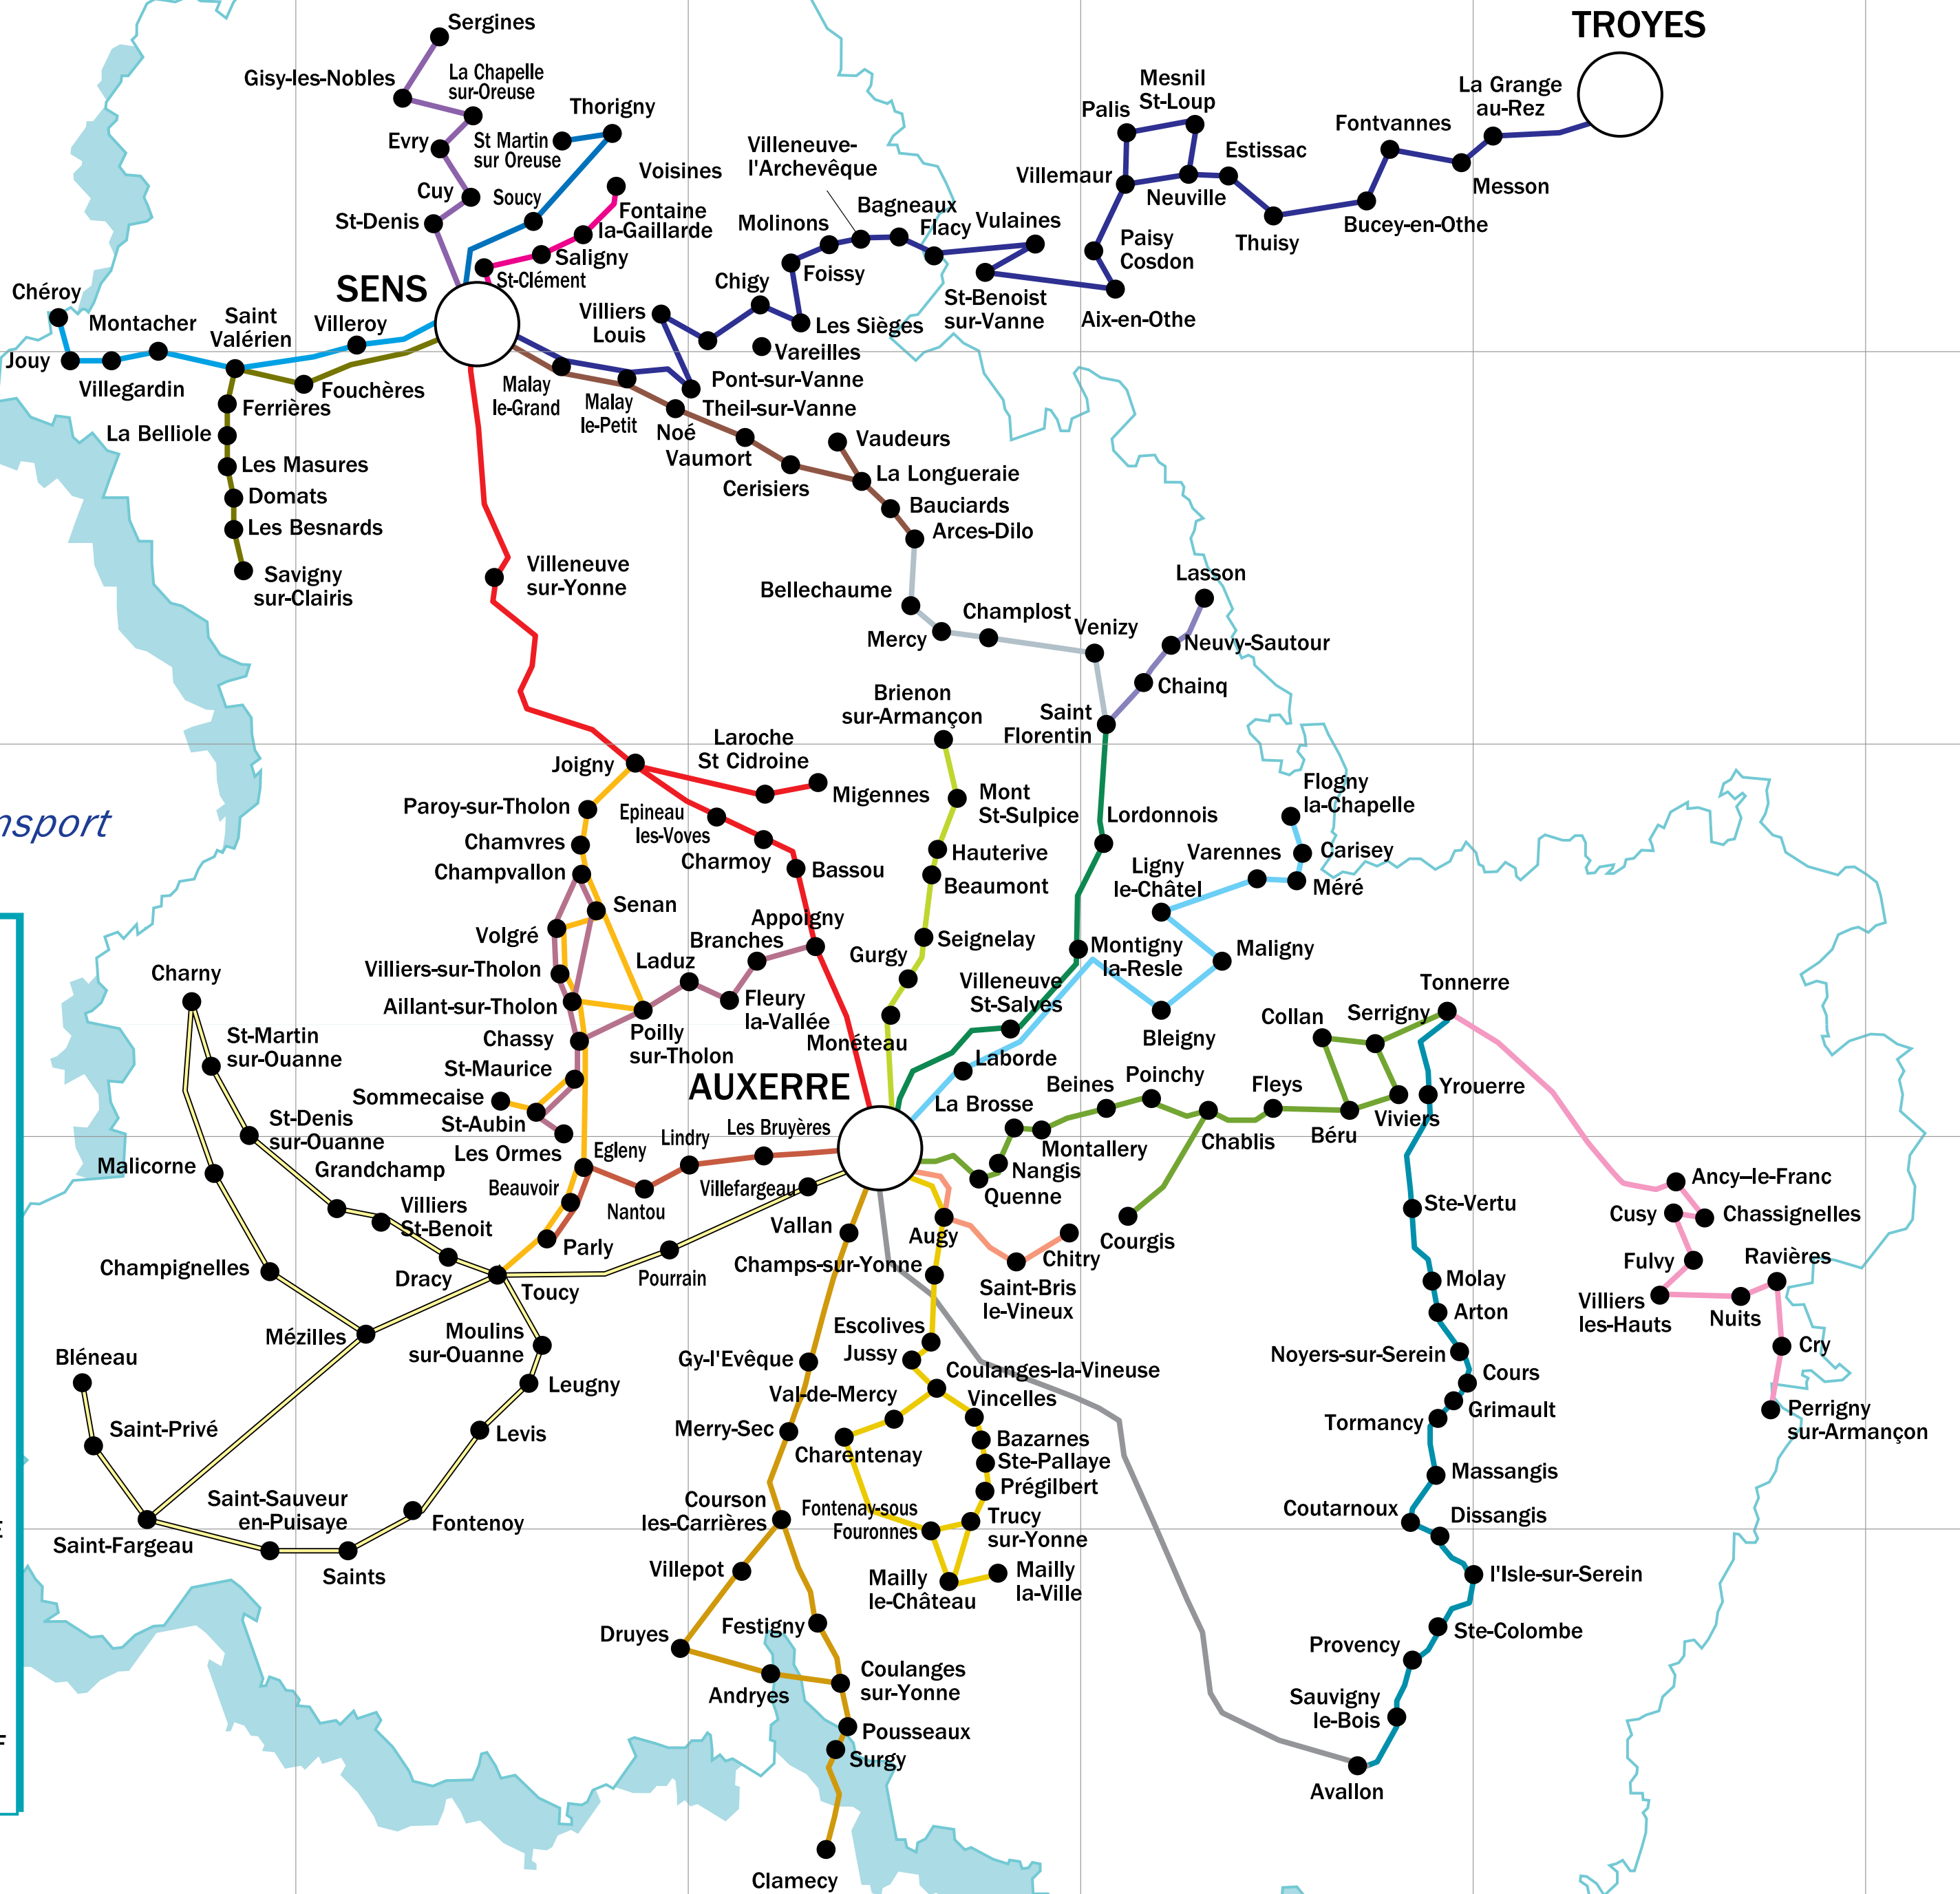 TROYES
Sergines
Gisy-les-Nobles
La Chapelle
sur-Oreuse
Thorigny
Evry
St Martin
sur Oreuse
Cuy
Soucy
St-Denis
Voisines
Fontaine
la-Gaillarde
Saligny
St-Clément
SENS
Villeneuve-
l'Archevêque
Molinons
Bagneaux
Flacy
Vulaines
Foissy
Chigy
Villiers
Louis
Les Sièges
Vareilles
St-Benoist
sur-Vanne
Aix-en-Othe
Paisy
Cosdon
Villemaur
Palis
Mesnil
St-Loup
Neuville
Estissac
Thuisy
Bucey-en-Othe
Fontvannes
Messon
La Grange
au-Rez
Chéroy
Montacher
Saint
Valérien
Villeroy
Jouy
Villegardin
Fouchères
Ferrières
La Belliole
Les Masures
Domats
Les Besnards
Savigny
sur-Clairis
Malay
le-Grand
Malay
le-Petit
Pont-sur-Vanne
Theil-sur-Vanne
Noé
Vaumort
Cerisiers
Vaudeurs
La Longueraie
Bauciards
Arces-Dilo
Villeneuve
sur-Yonne
Bellechaume
Mercy
Champlost
Venizy
Lasson
Neuvy-Sautour
Chainq
Saint
Florentin
Brienon
sur-Armançon
Laroche
St Cidroine
Joigny
Migennes
Paroy-sur-Tholon
Epineau
les-Voves
Chamvres
Charmoy
Champvallon
Bassou
Mont
St-Sulpice
Hauterive
Beaumont
Seignelay
Gurgy
Monéteau
Lordonnois
Flogny
la-Chapelle
Carisey
Varennes
Méré
Ligny
le-Châtel
Maligny
Montigny
la-Resle
Bleigny
Villeneuve
St-Salves
Laborde
nsport
Senan
Volgré
Appoigny
Branches
Laduz
Villiers-sur-Tholon
Aillant-sur-Tholon
Fleury
la-Vallée
Chassy
Poilly
sur-Tholon
St-Maurice
Sommecaise
St-Aubin
Les Ormes
Egleny
Lindry
Les Bruyères
Beauvoir
Nantou
Villefargeau
Parly
Pourrain
AUXERRE
Charny
St-Martin
sur-Ouanne
St-Denis
sur-Ouanne
Malicorne
Grandchamp
Villiers
St-Benoit
Champignelles
Dracy
Toucy
Mézilles
Moulins
sur-Ouanne
Leugny
Levis
Bléneau
Saint-Privé
Saint-Fargeau
Saint-Sauveur
en-Puisaye
Saints
Fontenoy
La Brosse
Beines
Poinchy
Fleys
Collan
Serrigny
Tonnerre
Montallery
Nangis
Quenne
Chablis
Béru
Viviers
Yrouerre
Courgis
Augy
Saint-Bris
le-Vineux
Chitry
Vallan
Champs-sur-Yonne
Escolives
Jussy
Gy-l'Evêque
Coulanges-la-Vineuse
Val-de-Mercy
Vincelles
Merry-Sec
Charentenay
Bazarnes
Ste-Pallaye
Prégilbert
Courson
les-Carrières
Fontenay-sous
Fouronnes
Trucy
sur-Yonne
Villepot
Mailly
le-Château
Mailly
la-Ville
Druyes
Festigny
Andryes
Coulanges
sur-Yonne
Pousseaux
Surgy
Clamecy
Ste-Vertu
Molay
Arton
Noyers-sur-Serein
Cours
Grimault
Tormancy
Massangis
Coutarnoux
Dissangis
l'Isle-sur-Serein
Ste-Colombe
Provency
Sauvigny
le-Bois
Avallon
Ancy–le-Franc
Cusy
Chassignelles
Fulvy
Ravières
Villiers
les-Hauts
Nuits
Cry
Perrigny
sur-Armançon